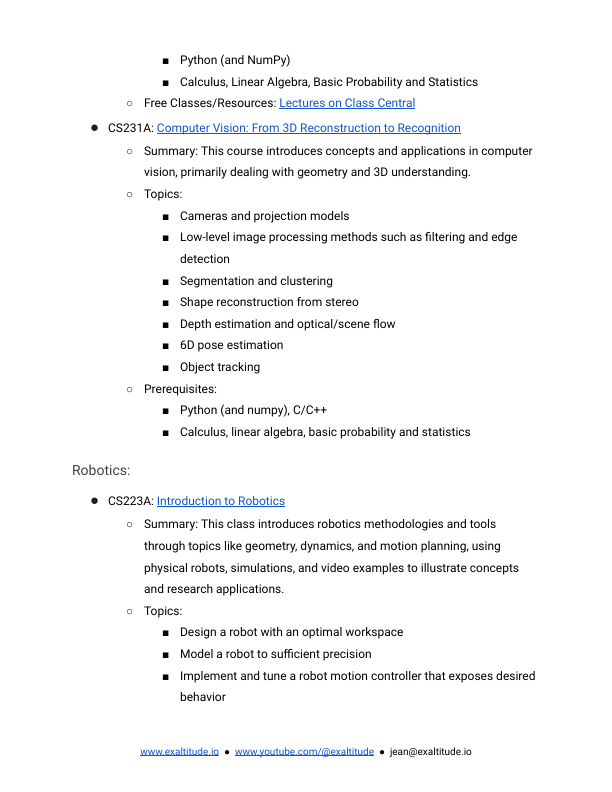 ■ Python (and NumPy)
■ Calculus, Linear Algebra, Basic Probability and Statistics
○ Free Classes/Resources: Lectures on Class Central
● CS231A: Computer Vision: From 3D Reconstruction to Recognition
○ Summary: This course introduces concepts and applications in computer
vision, primarily dealing with geometry and 3D understanding.
○ Topics:
■ Cameras and projection models
■ Low-level image processing methods such as filtering and edge
detection
■ Segmentation and clustering
■ Shape reconstruction from stereo
■ Depth estimation and optical/scene flow
■ 6D pose estimation
■ Object tracking
○ Prerequisites:
■ Python (and numpy), C/C++
■ Calculus, linear algebra, basic probability and statistics
Robotics:
● CS223A: Introduction to Robotics
○ Summary: This class introduces robotics methodologies and tools
through topics like geometry, dynamics, and motion planning, using
physical robots, simulations, and video examples to illustrate concepts
and research applications.
○ Topics:
■ Design a robot with an optimal workspace
■ Model a robot to sufficient precision
■ Implement and tune a robot motion controller that exposes desired
behavior
www.exaltitude.io ● www.youtube.com/@exaltitude ● jean@exaltitude.io